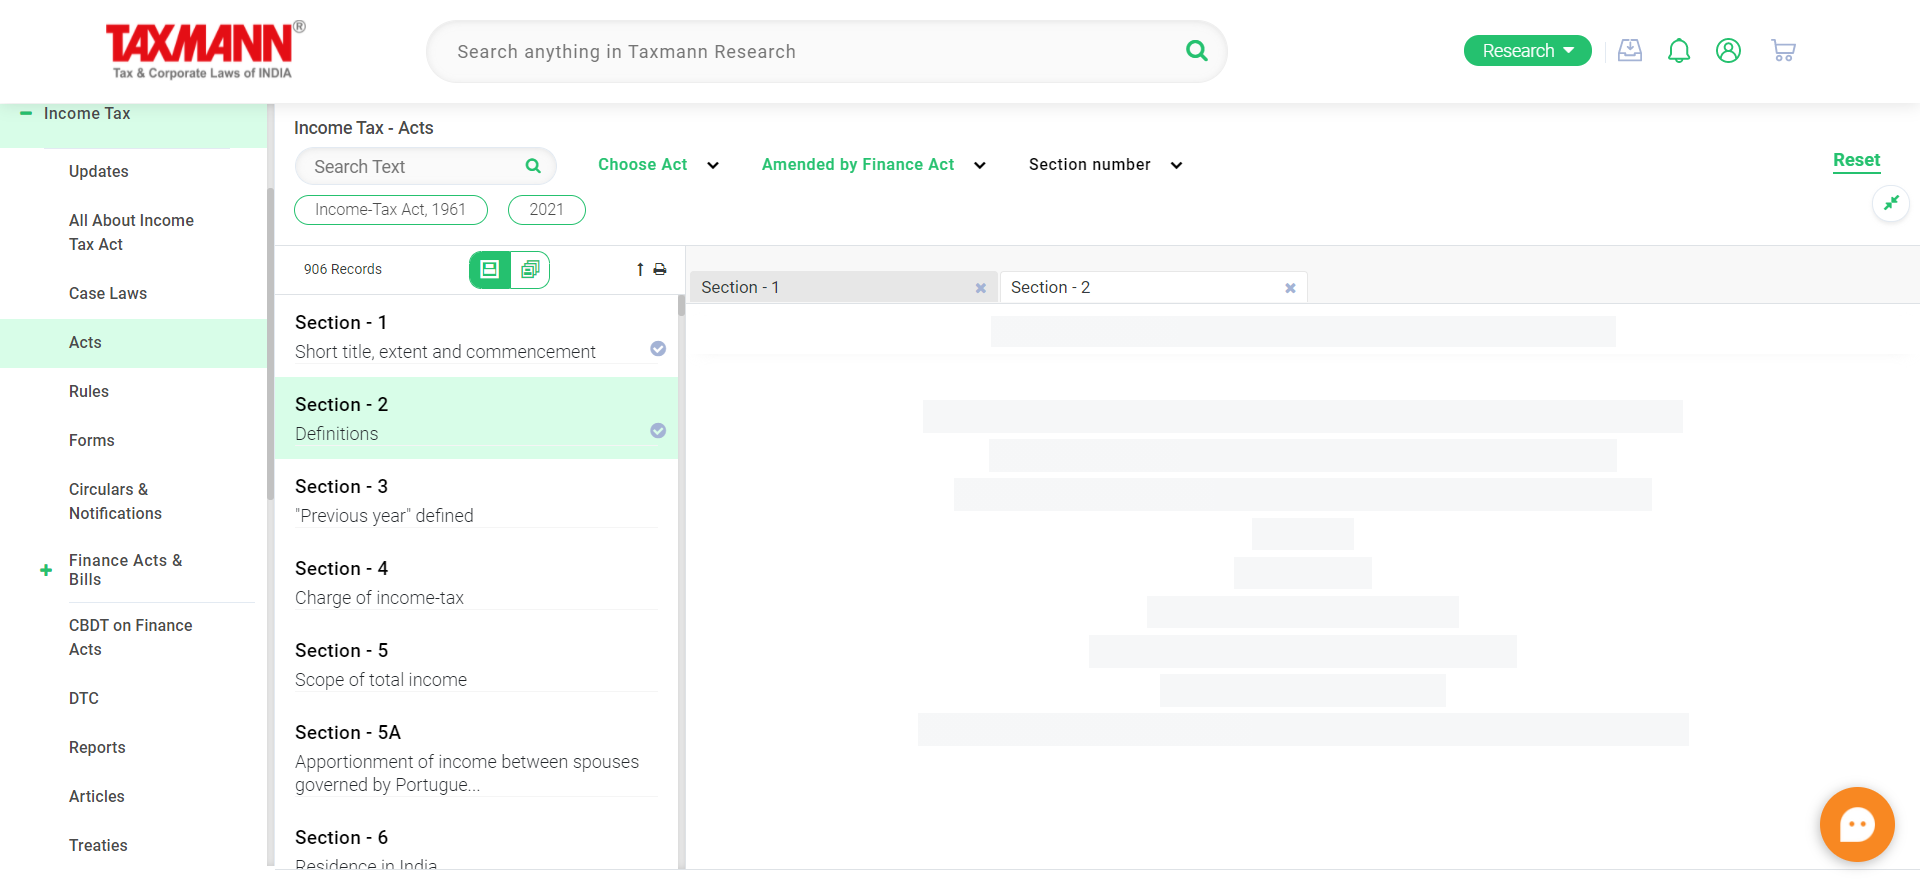 TAXMANN®
Tax & Corporate Laws of INDIA
Search anything in Taxmann Research
Research
Income Tax
Updates
All About Income
Tax Act
Case Laws
Acts
Rules
Forms
Circulars &
Notifications
Finance Acts &
Bills
CBDT on Finance
Acts
DTC
Reports
Articles
Treaties
Income Tax - Acts
Search Text
Choose Act
Amended by Finance Act
Section number
Reset
Income-Tax Act, 1961
2021
906 Records
Section - 1
Short title, extent and commencement
Section - 2
Definitions
Section - 3
"Previous year" defined
Section - 4
Charge of income-tax
Section - 5
Scope of total income
Section - 5A
Apportionment of income between spouses
governed by Portugue...
Section - 6
Residence in India
Section - 1
Section - 2